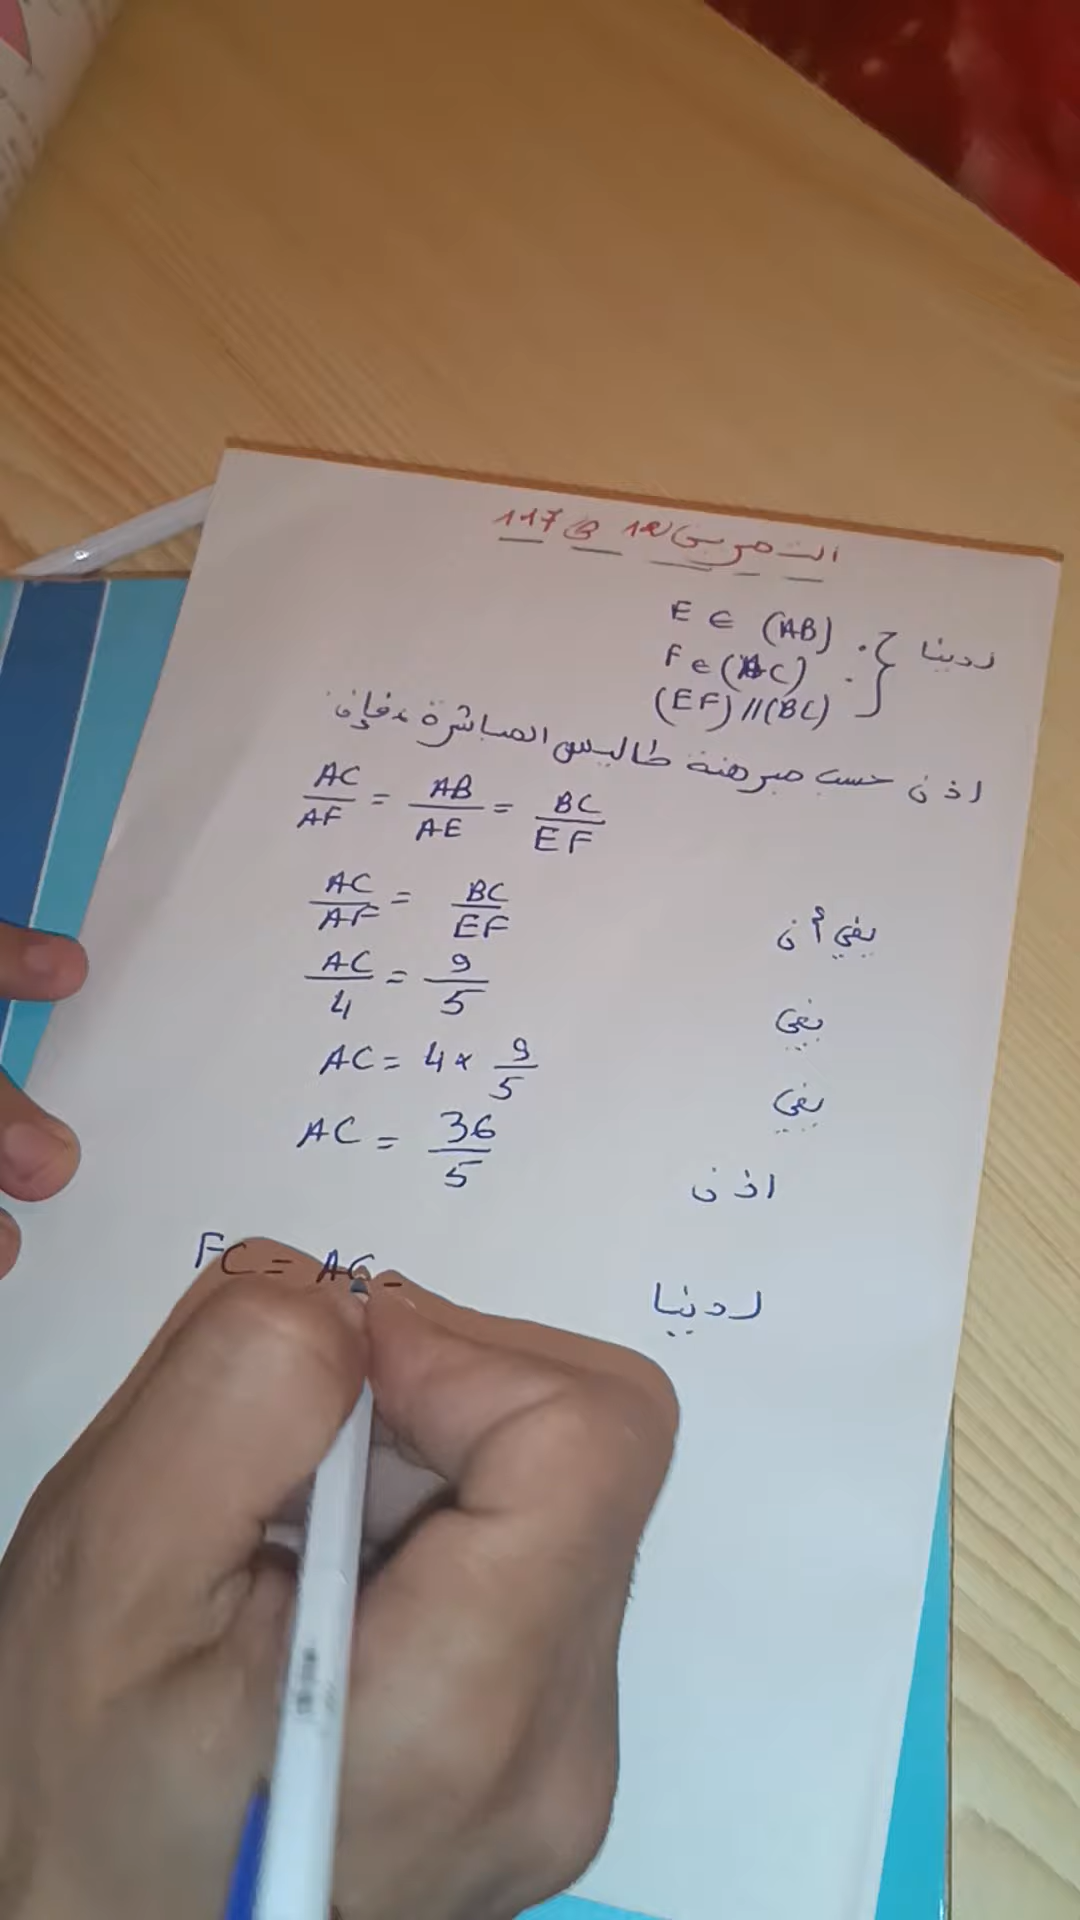 التمرين 12 ص 117
لدينا { . E ∈ (AB)
. F ∈ (AC)
(EF) // (BC)
اذن حسب مبرهنة طاليس المباشرة، فإن
AC/AF = AB/AE = BC/EF
يعني أن AC/AF = BC/EF
يعني AC/4 = 9/5
يعني AC = 4 × 9/5
اذن AC = 36/5
لدينا FC = AC -